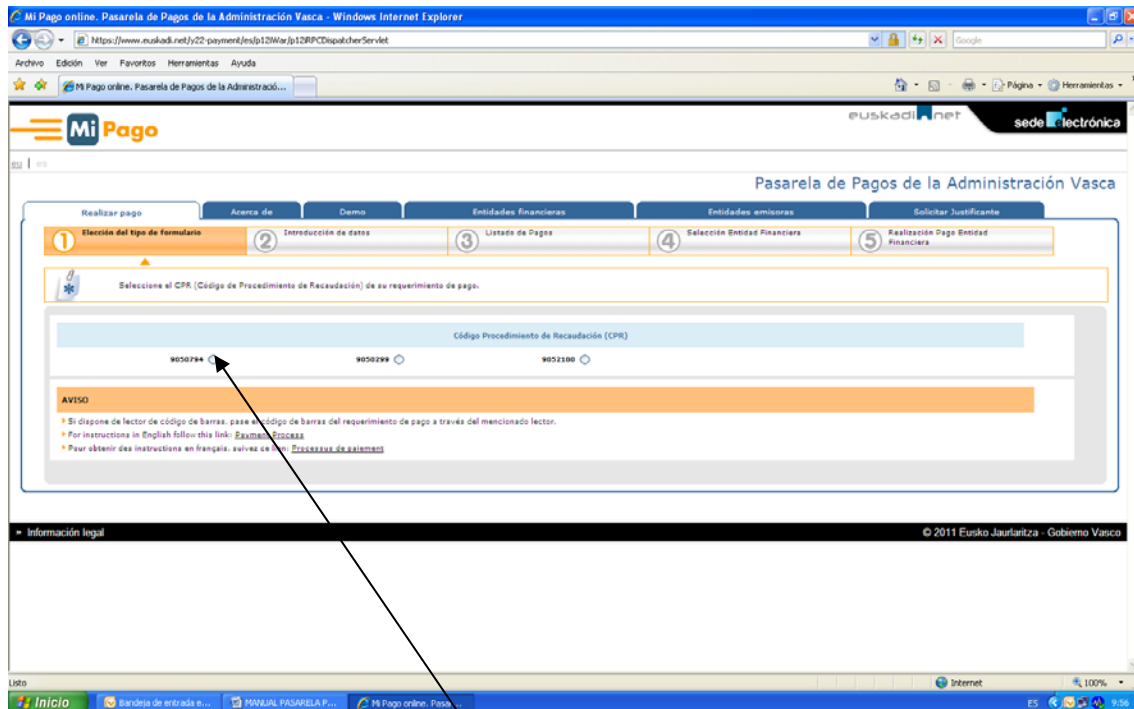 Mi Pago online. Pasarela de Pagos de la Administración Vasca - Windows Internet Explorer
https://www.euskadi.net/y22-payment/es/p12iWar/p12iRPCDispatcherServlet
Google
Archivo Edición Ver Favoritos Herramientas Ayuda
Mi Pago online. Pasarela de Pagos de la Administració...
Página Herramientas
Mi Pago
euskadi.net
sede electrónica
eu | es
Pasarela de Pagos de la Administración Vasca
Realizar pago Acerca de Demo Entidades financieras Entidades emisoras Solicitar Justificante
1 Elección del tipo de formulario 2 Introducción de datos 3 Listado de Pagos 4 Selección Entidad Financiera 5 Realización Pago Entidad Financiera
Seleccione el CPR (Código de Procedimiento de Recaudación) de su requerimiento de pago.
Código Procedimiento de Recaudación (CPR)
9050794 9050299 9052180
AVISO
Si dispone de lector de código de barras, pase el código de barras del requerimiento de pago a través del mencionado lector.
For instructions in English follow this link: Payment Process
Pour obtenir des instructions en français, suivez ce lien: Processus de paiement
» Información legal
© 2011 Eusko Jaurlaritza - Gobierno Vasco
Listo
Internet
100%
Inicio
Bandeja de entrada e...
MANUAL PASARELA P...
Mi Pago online. Pasa...
ES
9:56